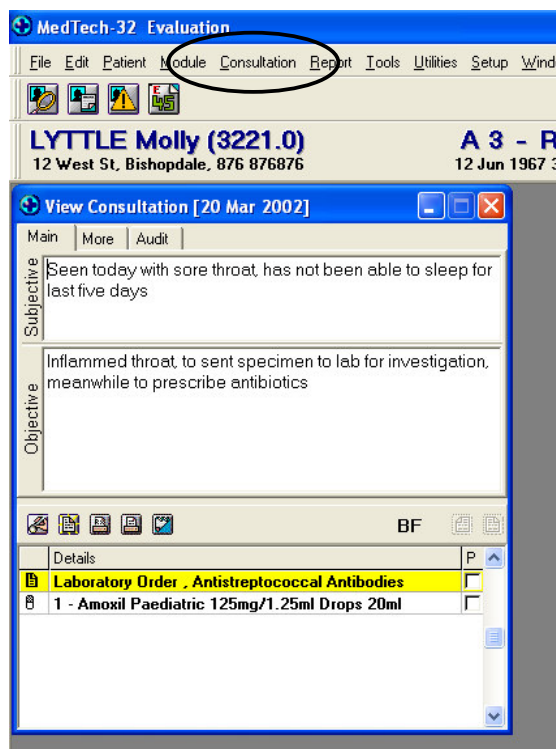 MedTech-32 Evaluation
File Edit Patient Module Consultation Report Tools Utilities Setup Wind
LYTTLE Molly (3221.0) A 3 - R
12 West St, Bishopdale, 876 876876 12 Jun 1967 3
View Consultation [20 Mar 2002]
Main More Audit
Subjective
Seen today with sore throat, has not been able to sleep for
last five days
Objective
Inflammed throat, to sent specimen to lab for investigation,
meanwhile to prescribe antibiotics
BF
Details P
Laboratory Order , Antistreptococcal Antibodies
1 - Amoxil Paediatric 125mg/1.25ml Drops 20ml